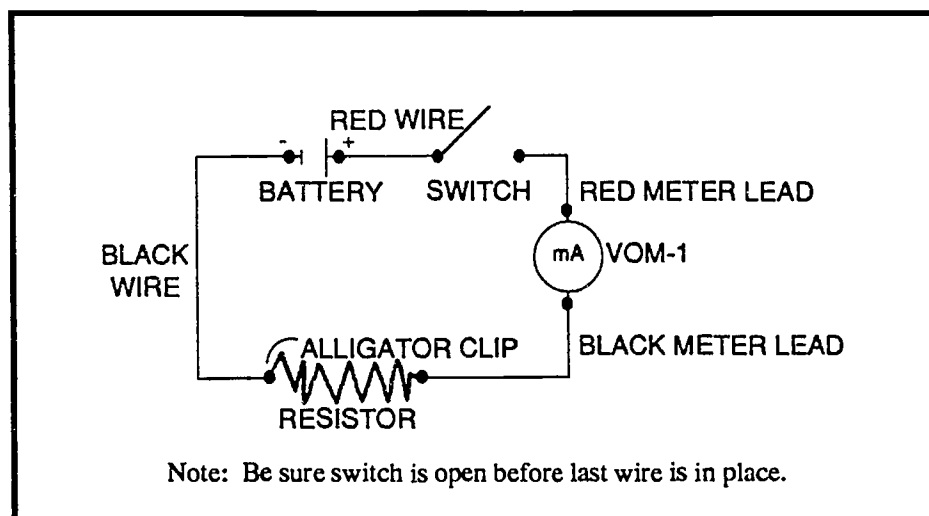 RED WIRE
- +
BATTERY SWITCH
RED METER LEAD
mA VOM-1
BLACK
WIRE
ALLIGATOR CLIP
BLACK METER LEAD
RESISTOR
Note: Be sure switch is open before last wire is in place.